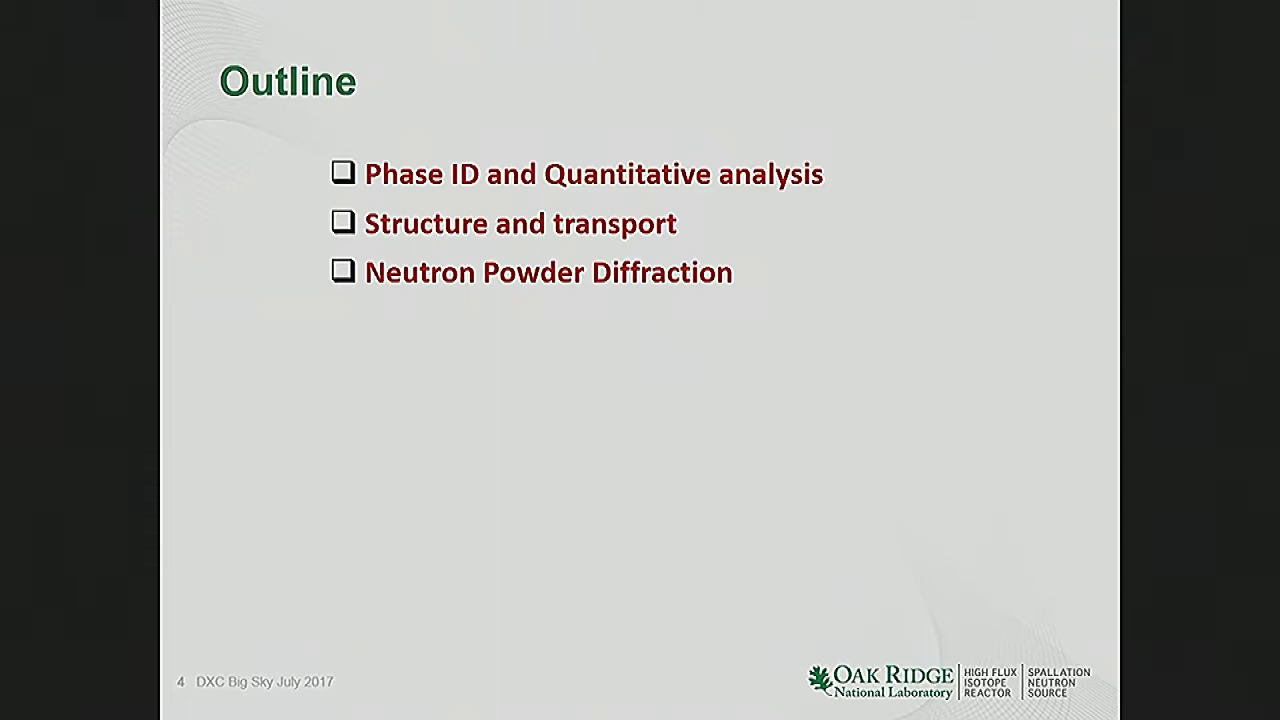 Outline
Phase ID and Quantitative analysis
Structure and transport
Neutron Powder Diffraction
4 DXC Big Sky July 2017
OAK RIDGE
National Laboratory
HIGH FLUX
ISOTOPE
REACTOR
SPALLATION
NEUTRON
SOURCE